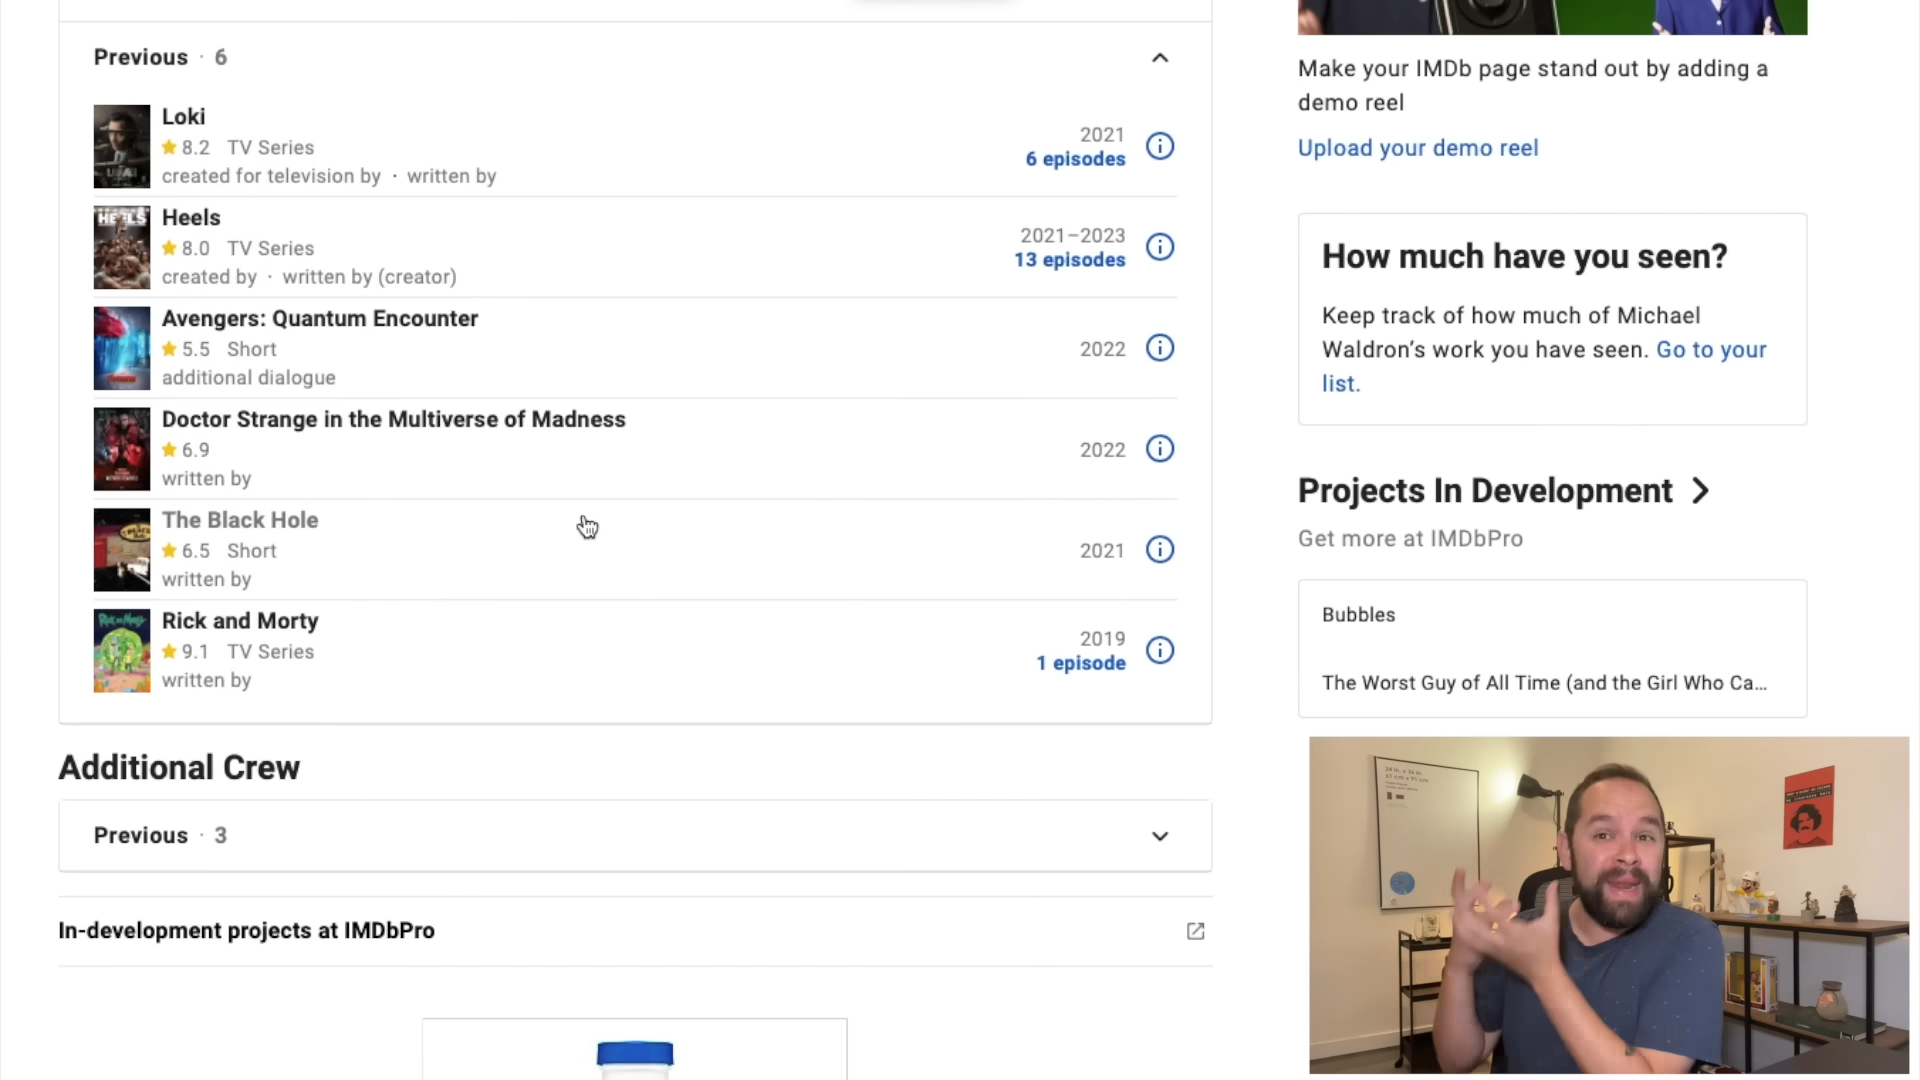 Previous · 6
Loki
8.2 TV Series
created for television by · written by
2021
6 episodes
HEELS
Heels
8.0 TV Series
created by · written by (creator)
2021–2023
13 episodes
Avengers: Quantum Encounter
5.5 Short
additional dialogue
2022
Doctor Strange in the Multiverse of Madness
6.9
written by
2022
The Black Hole
6.5 Short
written by
2021
Rick and Morty
Rick and Morty
9.1 TV Series
written by
2019
1 episode
Additional Crew
Previous · 3
In-development projects at IMDbPro
Make your IMDb page stand out by adding a
demo reel
Upload your demo reel
How much have you seen?
Keep track of how much of Michael
Waldron’s work you have seen. Go to your
list.
Projects In Development
Get more at IMDbPro
Bubbles
The Worst Guy of All Time (and the Girl Who Ca...